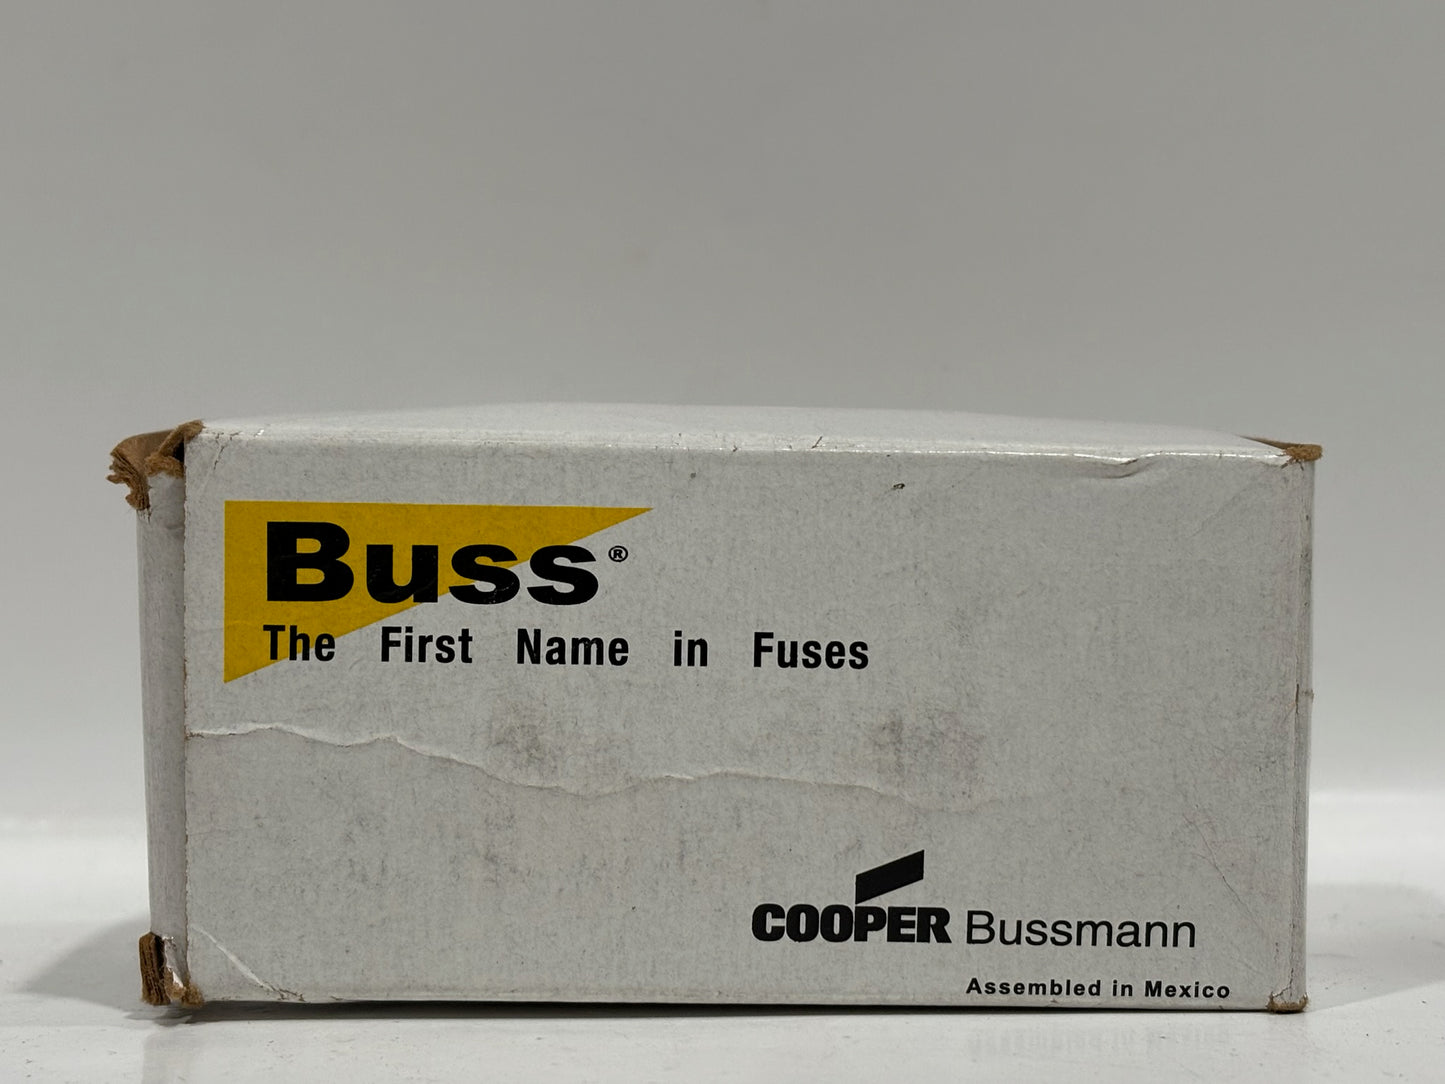 Buss®
The First Name in Fuses
COOPER Bussmann
Assembled in Mexico